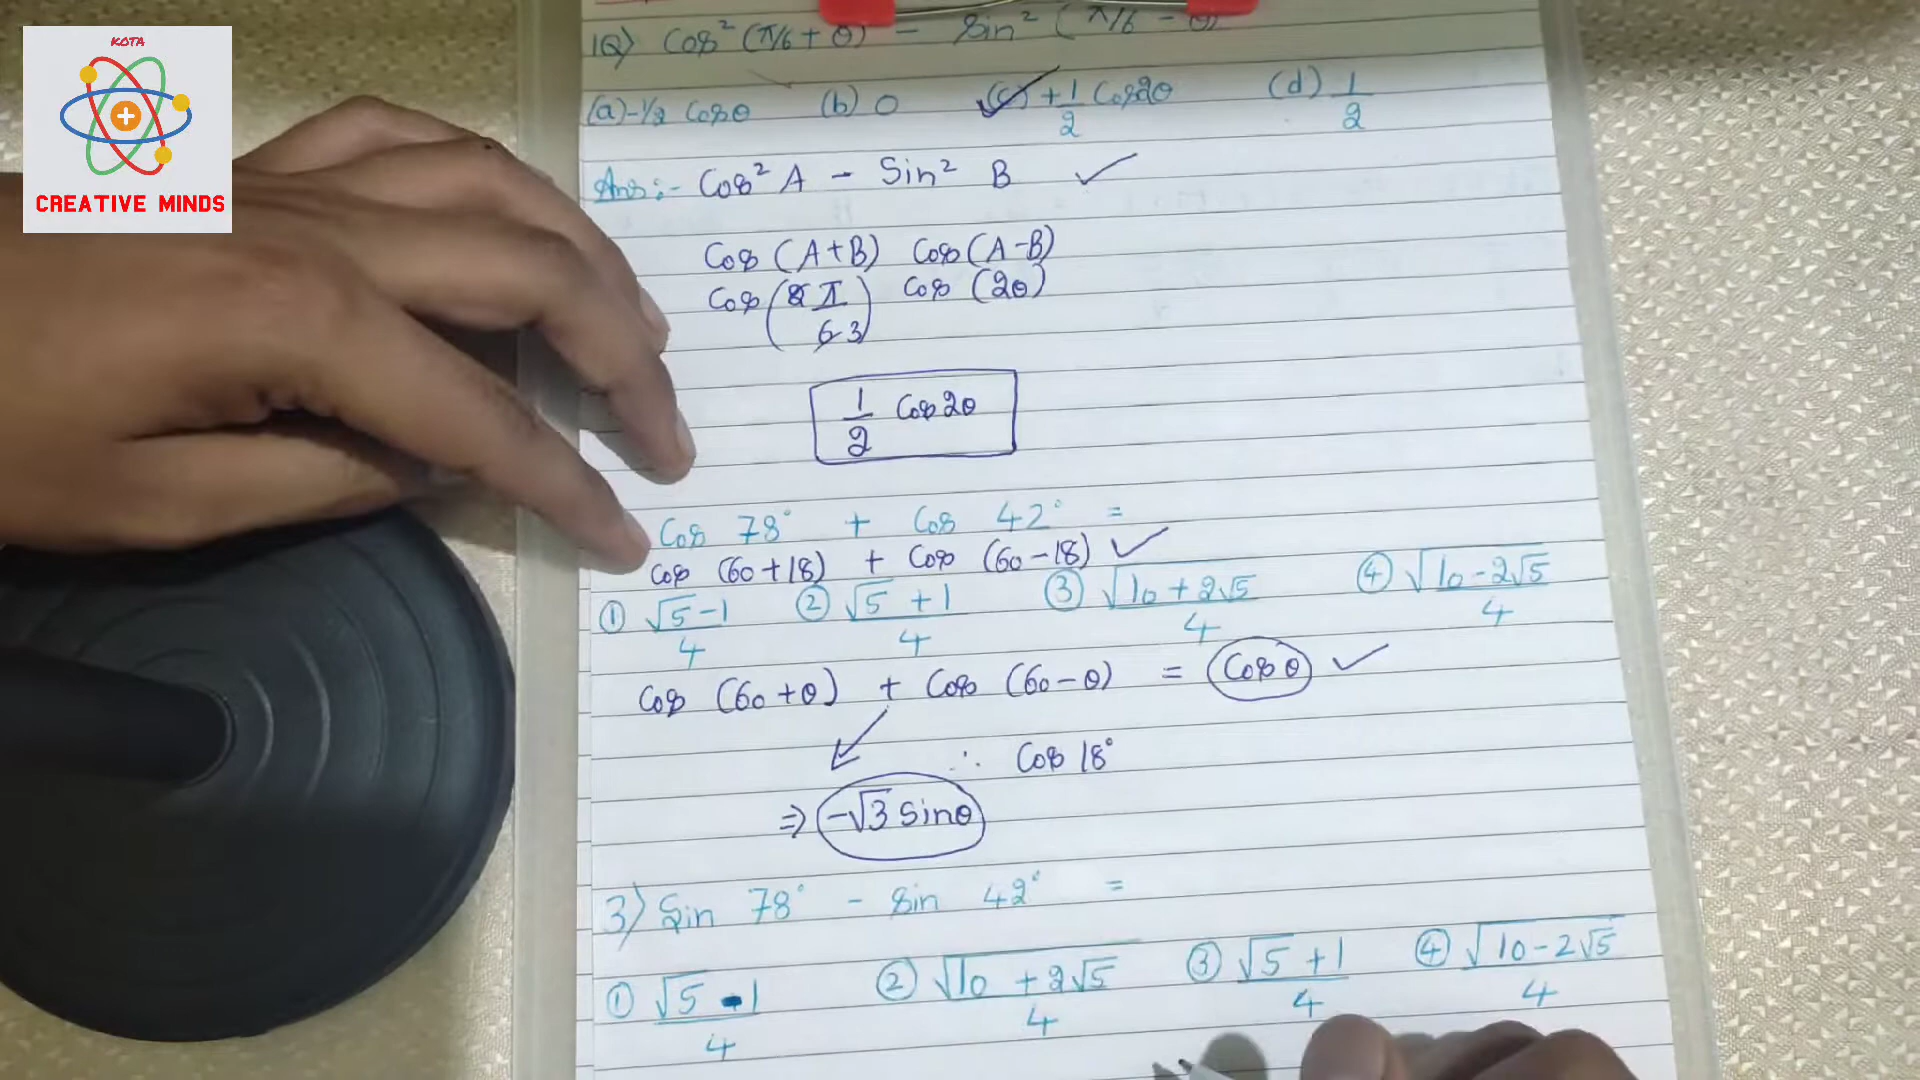 KOTA
CREATIVE MINDS
1Q) Cos² (π/6 + θ) - Sin² (π/6 - θ)
(a) -1/2 Cosθ (b) 0 (c) +1/2 Cos2θ (d) 1/2
Ans:- Cos² A - Sin² B ✓
Cos (A+B) Cos (A-B)
Cos (2π/6 3) Cos (2θ)
1/2 Cos2θ
Cos 78° + Cos 42° =
Cos (60+18) + Cos (60-18) ✓
① √5-1/4 ② √5+1/4 ③ √10+2√5/4 ④ √10-2√5/4
Cos (60+θ) + Cos (60-θ) = Cosθ ✓
∴ Cos 18°
⇒ -√3 Sinθ
3) Sin 78° - Sin 42° =
① √5-1/4 ② √10+2√5/4 ③ √5+1/4 ④ √10-2√5/4